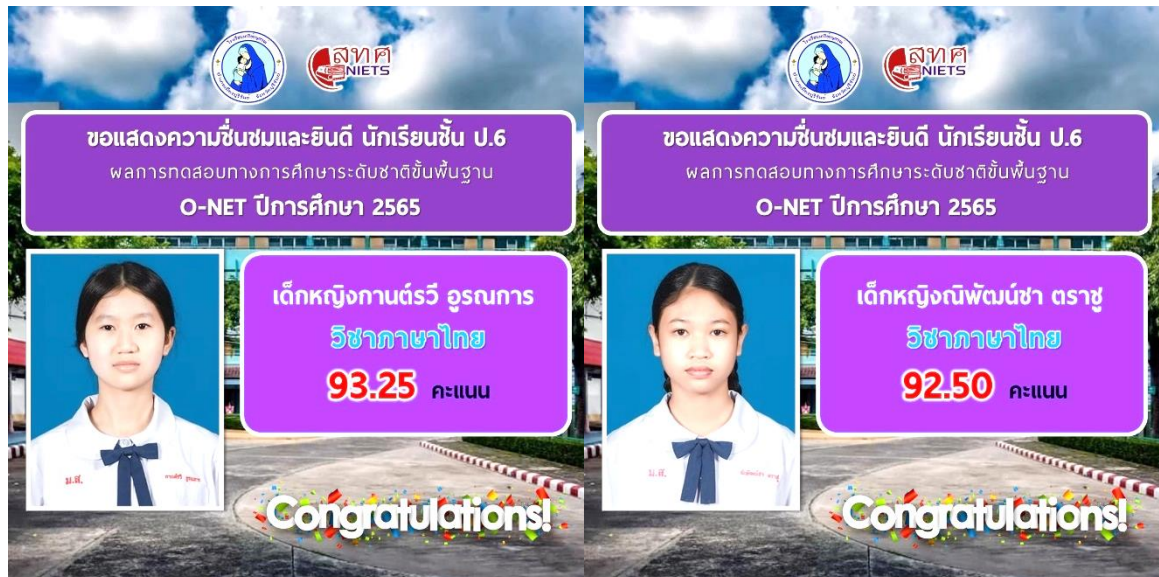 สทศ
NIETS
ขอแสดงความชื่นชมและยินดี นักเรียนชั้น ป.6
ผลการทดสอบทางการศึกษาระดับชาติขั้นพื้นฐาน
O-NET ปีการศึกษา 2565
เด็กหญิงกานต์รวี อูรณการ
วิชาภาษาไทย
93.25 คะแนน
ม.ส.
Congratulations!
สทศ
NIETS
ขอแสดงความชื่นชมและยินดี นักเรียนชั้น ป.6
ผลการทดสอบทางการศึกษาระดับชาติขั้นพื้นฐาน
O-NET ปีการศึกษา 2565
เด็กหญิงณิพัฒน์ชา ตราชู
วิชาภาษาไทย
92.50 คะแนน
ม.ส.
Congratulations!